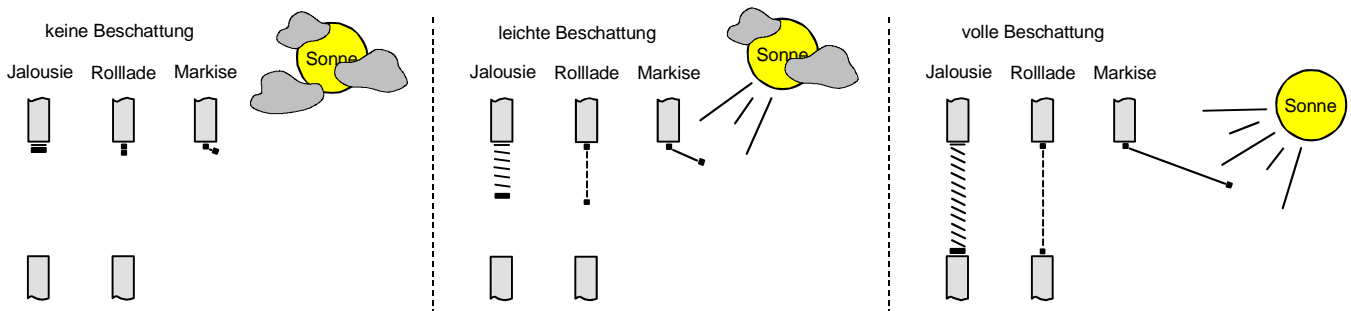 keine Beschattung
Sonne
Jalousie Rolllade Markise
leichte Beschattung
Sonne
Jalousie Rolllade Markise
volle Beschattung
Jalousie Rolllade Markise
Sonne